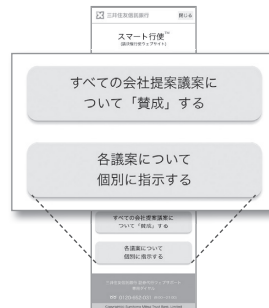 三井住友信託銀行
閉じる
スマート行使™
[議決権行使ウェブサイト]
すべての会社提案議案に
ついて「賛成」する
各議案について
個別に指示する
すべての会社提案議案に
ついて「賛成」する
各議案について
個別に指示する